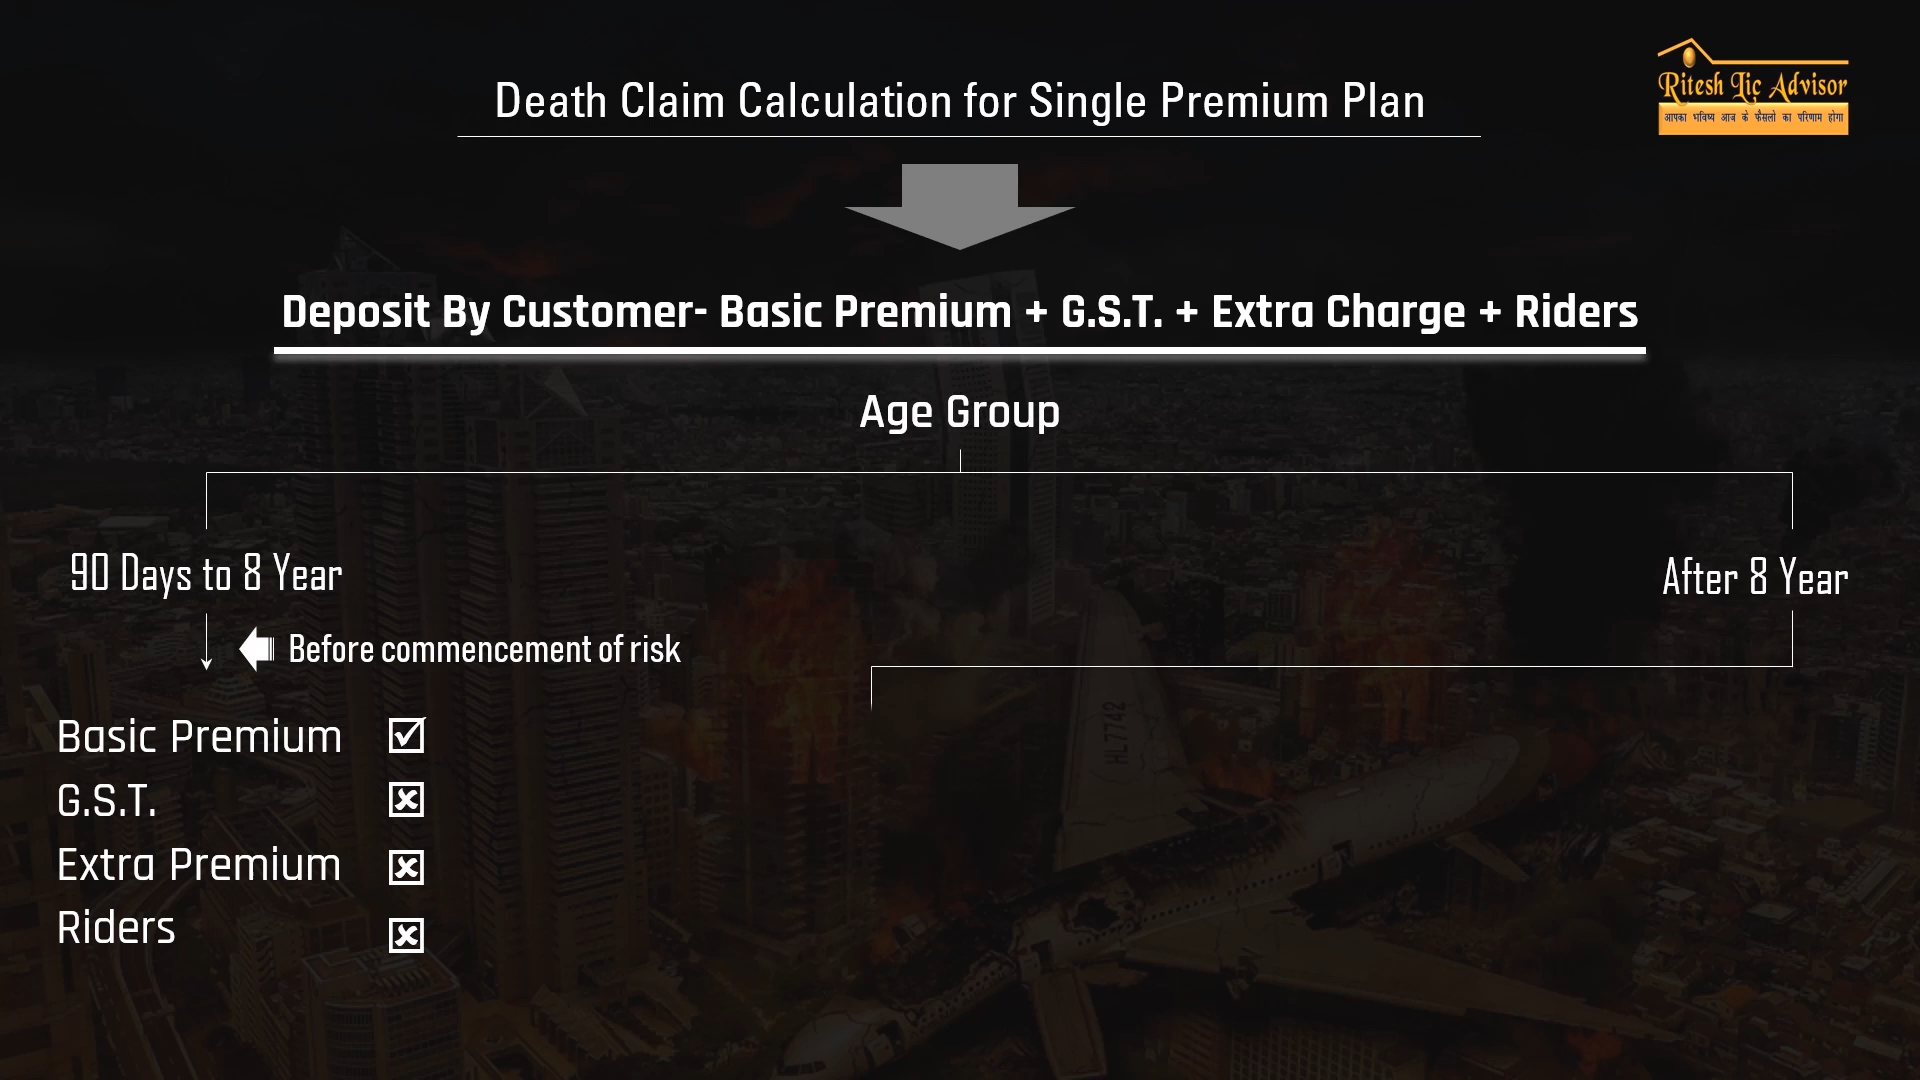 Death Claim Calculation for Single Premium Plan
Ritesh Lic Advisor
आपका भविष्य आज के फैसलो का परिणाम होगा
Deposit By Customer- Basic Premium + G.S.T. + Extra Charge + Riders
Age Group
90 Days to 8 Year
After 8 Year
Before commencement of risk
Basic Premium
G.S.T.
Extra Premium
Riders
HL7742